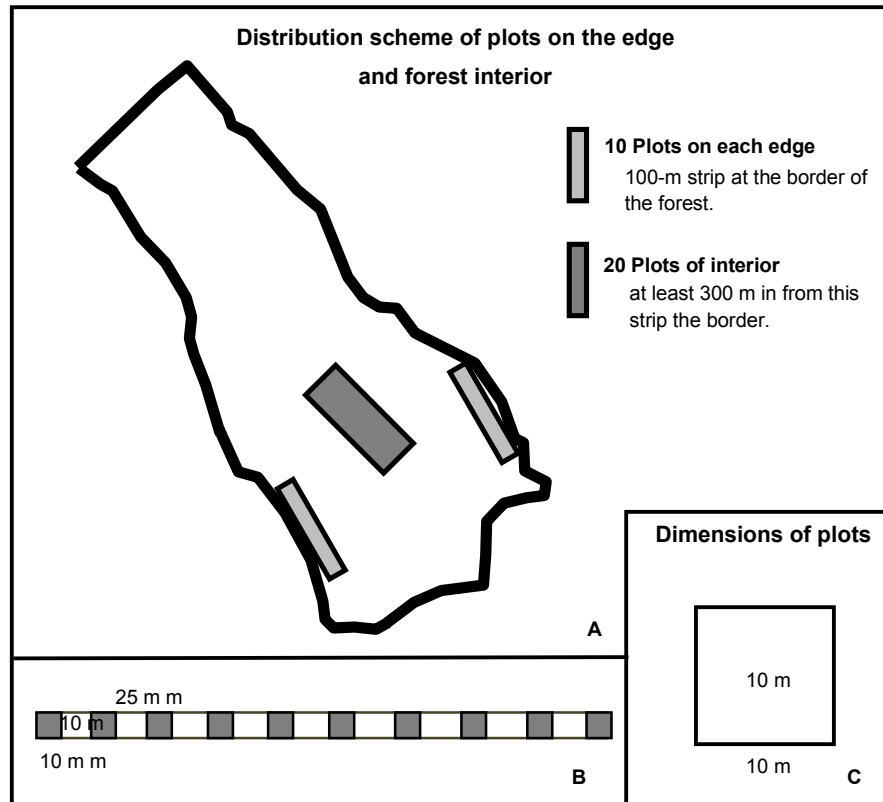 Distribution scheme of plots on the edge
and forest interior
10 Plots on each edge
100-m strip at the border of
the forest.
20 Plots of interior
at least 300 m in from this
strip the border.
A
25 m m
10 m
10 m m
B
Dimensions of plots
10 m
10 m
C